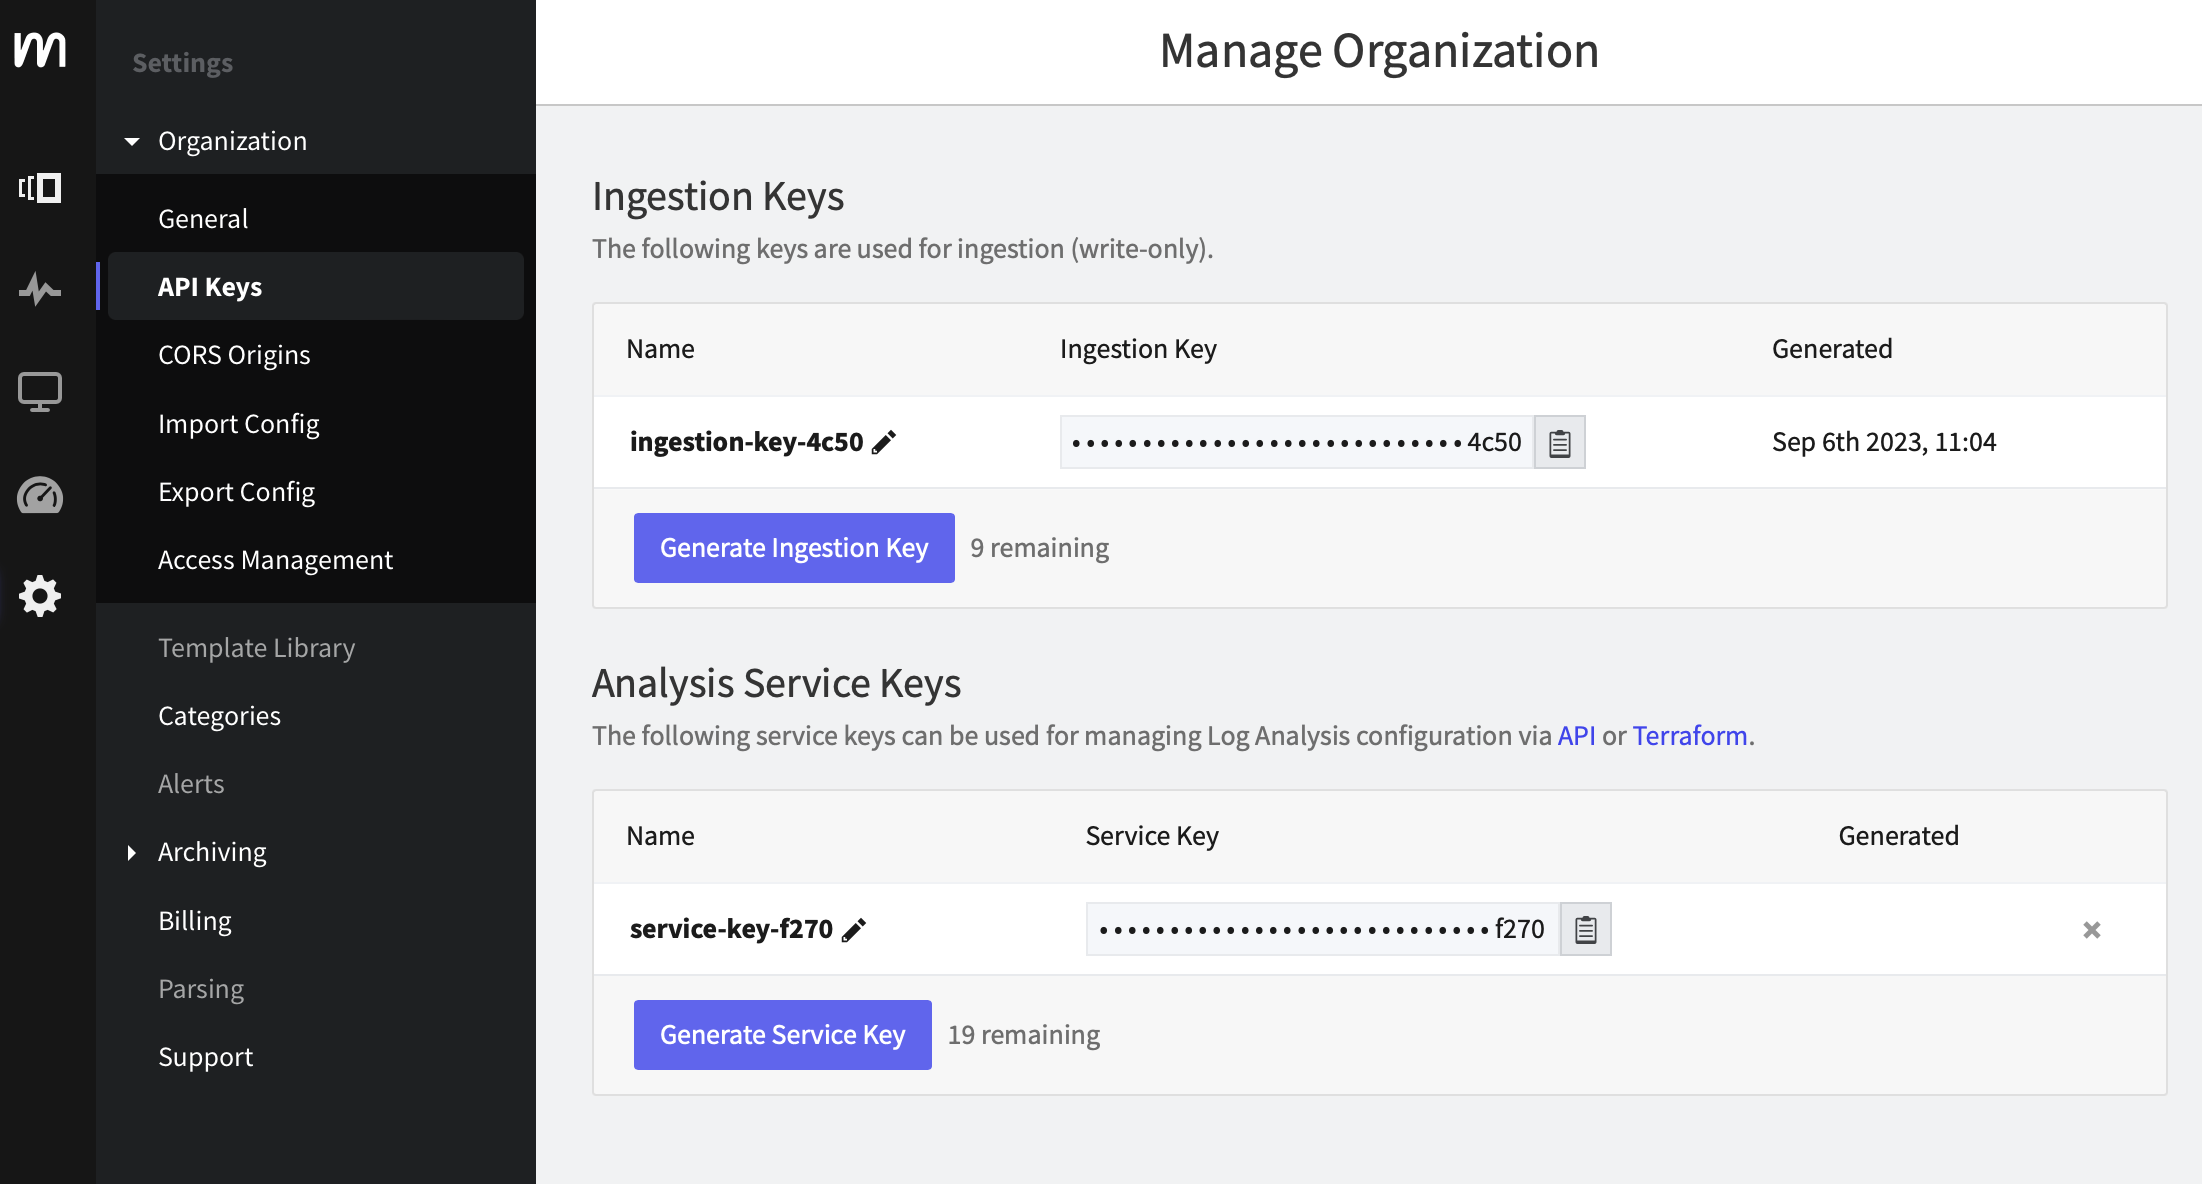 m
Settings
Organization
General
API Keys
CORS Origins
Import Config
Export Config
Access Management
Template Library
Categories
Alerts
Archiving
Billing
Parsing
Support
Manage Organization
Ingestion Keys
The following keys are used for ingestion (write-only).
Name Ingestion Key Generated
ingestion-key-4c50 ••••••••••••••••••••••••••••4c50 Sep 6th 2023, 11:04
Generate Ingestion Key 9 remaining
Analysis Service Keys
The following service keys can be used for managing Log Analysis configuration via API or Terraform.
Name Service Key Generated
service-key-f270 ••••••••••••••••••••••••••••f270
Generate Service Key 19 remaining